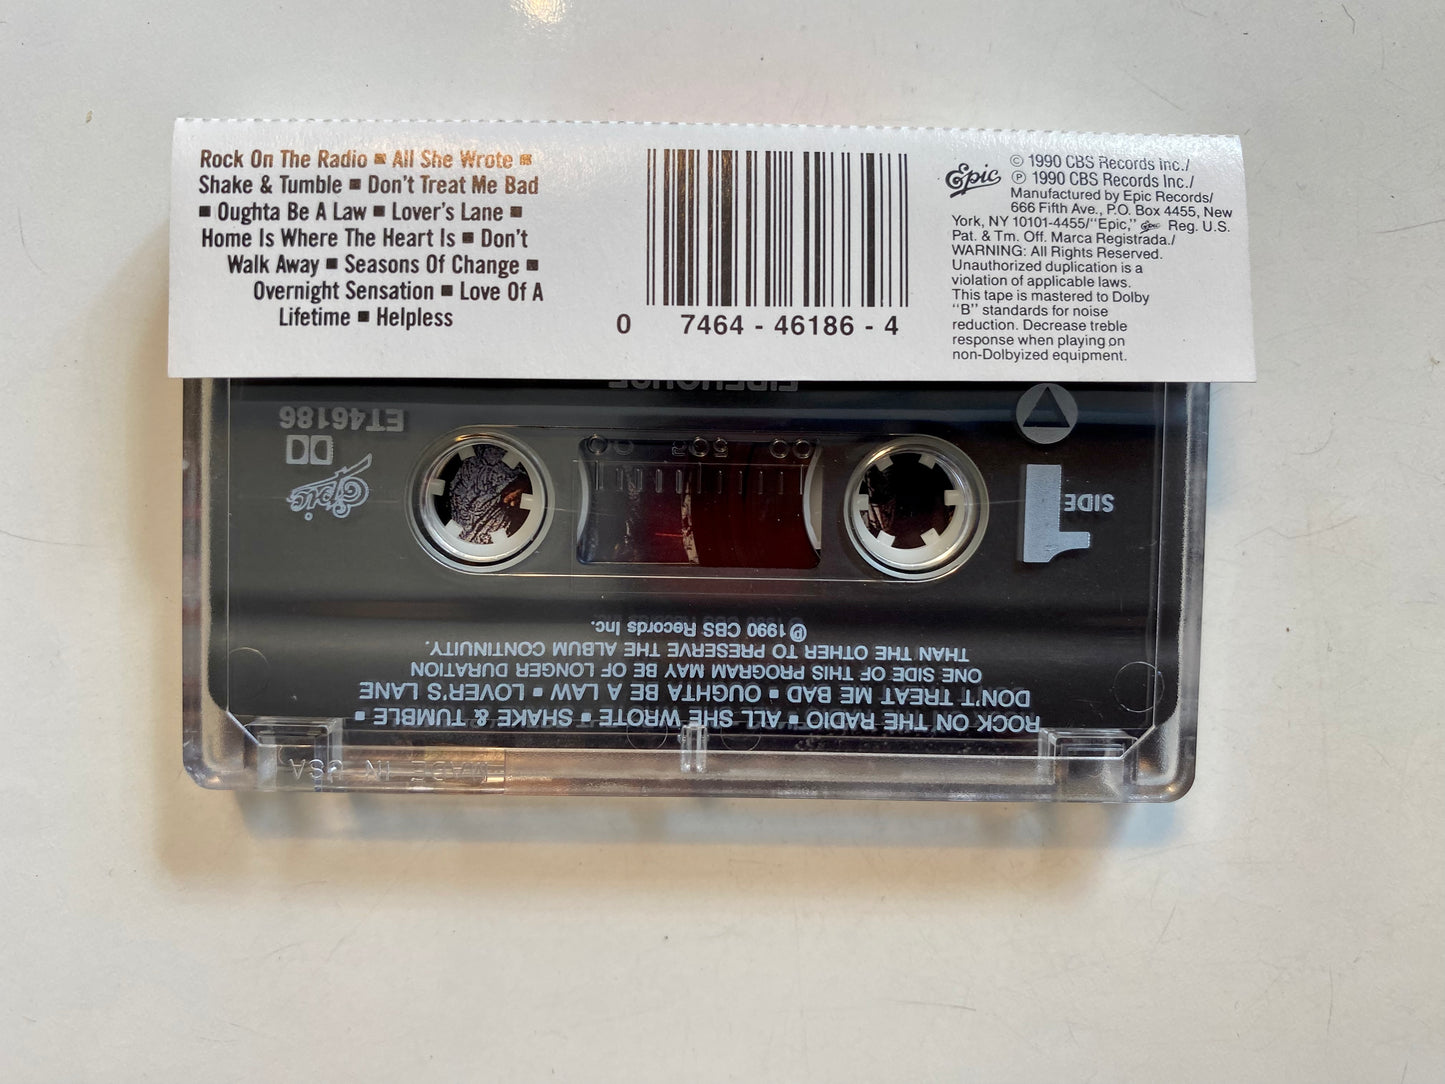 Rock On The Radio ■ All She Wrote ■
Shake & Tumble ■ Don't Treat Me Bad
■ Oughta Be A Law ■ Lover's Lane ■
Home Is Where The Heart Is ■ Don't
Walk Away ■ Seasons Of Change ■
Overnight Sensation ■ Love Of A
Lifetime ■ Helpless
0 7464 - 46186 - 4
Epic
© 1990 CBS Records Inc./
℗ 1990 CBS Records Inc./
Manufactured by Epic Records/
666 Fifth Ave., P.O. Box 4455, New
York, NY 10101-4455/"Epic," Epic Reg. U.S.
Pat. & Tm. Off. Marca Registrada./
WARNING: All Rights Reserved.
Unauthorized duplication is a
violation of applicable laws.
This tape is mastered to Dolby
"B" standards for noise
reduction. Decrease treble
response when playing on
non-Dolbyized equipment.
ROCK ON THE RADIO ■ ALL SHE WROTE ■ SHAKE & TUMBLE ■
DON'T TREAT ME BAD ■ OUGHTA BE A LAW ■ LOVER'S LANE
ONE SIDE OF THIS PROGRAM MAY BE OF LONGER DURATION
THAN THE OTHER TO PRESERVE THE ALBUM CONTINUITY.
℗1990 CBS Records Inc.
SIDE 1
Epic
ET46186
FIREHOUSE
MADE IN USA